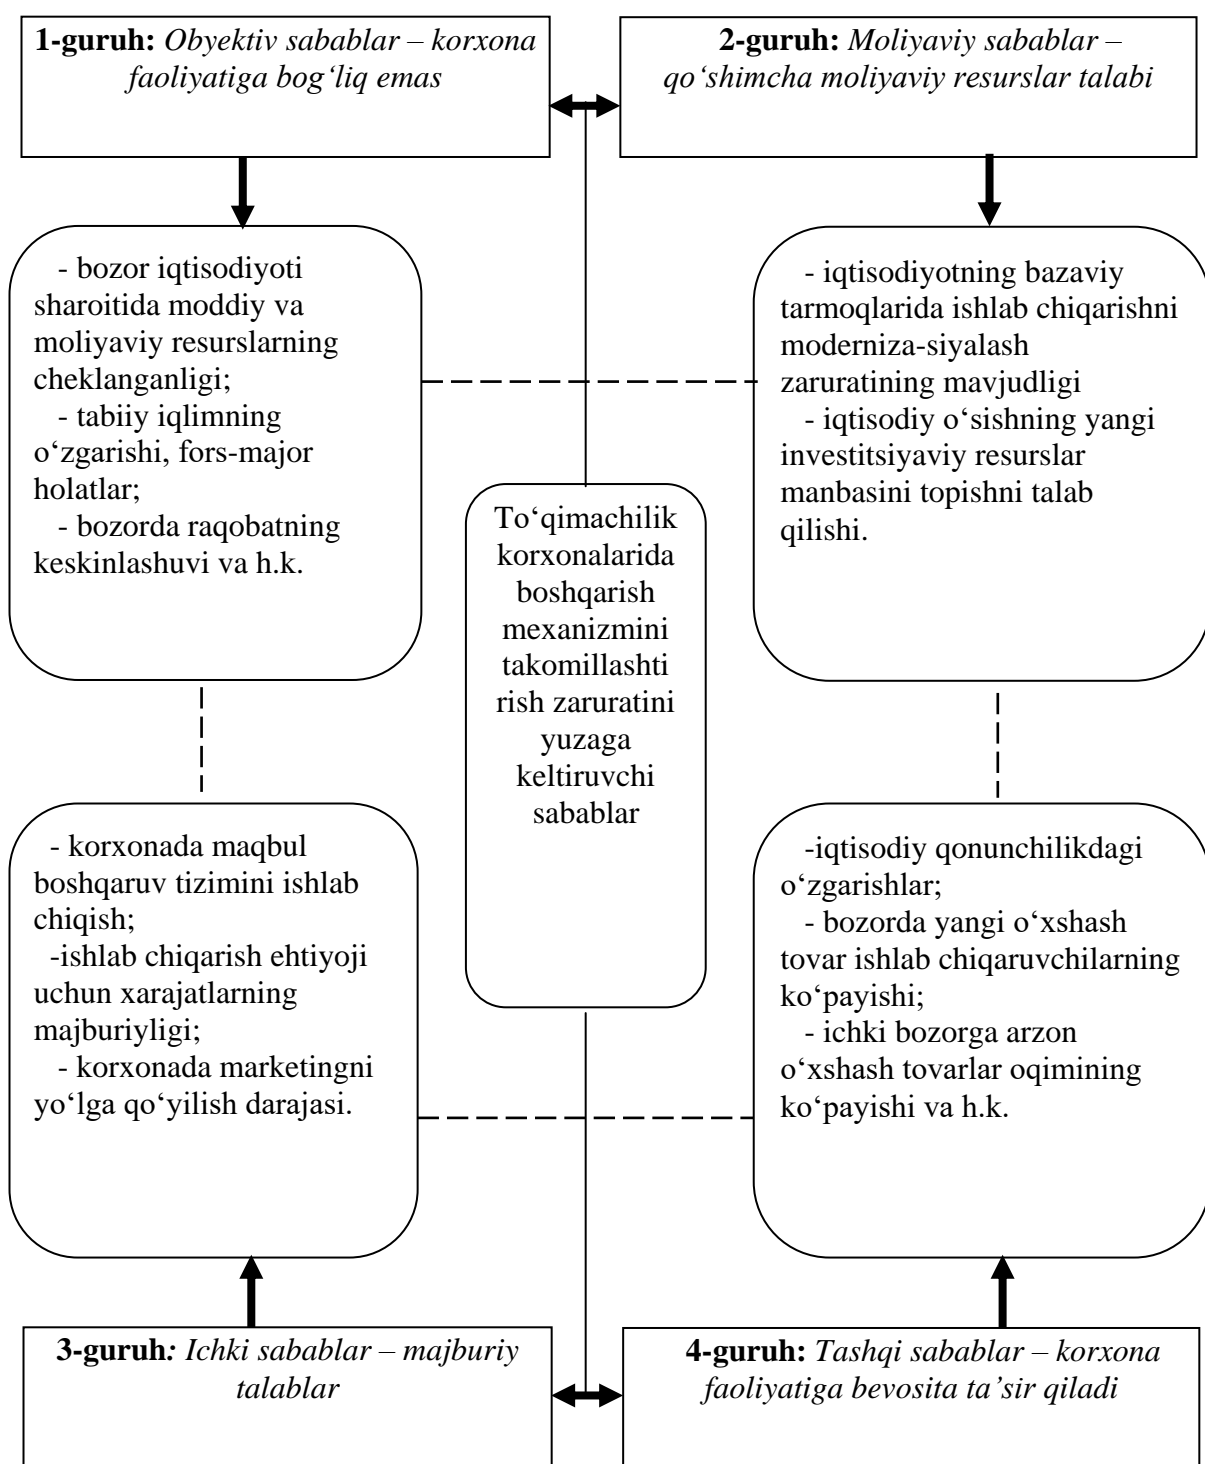 1-guruh: Obyektiv sabablar – korxona
faoliyatiga bog‘liq emas
2-guruh: Moliyaviy sabablar –
qo‘shimcha moliyaviy resurslar talabi
- bozor iqtisodiyoti
sharoitida moddiy va
moliyaviy resurslarning
cheklanganligi;
- tabiiy iqlimning
o‘zgarishi, fors-major
holatlar;
- bozorda raqobatning
keskinlashuvi va h.k.
- iqtisodiyotning bazaviy
tarmoqlarida ishlab chiqarishni
moderniza-siyalash
zaruratining mavjudligi
- iqtisodiy o‘sishning yangi
investitsiyaviy resurslar
manbasini topishni talab
qilishi.
To‘qimachilik
korxonalarida
boshqarish
mexanizmini
takomillashti
rish zaruratini
yuzaga
keltiruvchi
sabablar
- korxonada maqbul
boshqaruv tizimini ishlab
chiqish;
-ishlab chiqarish ehtiyoji
uchun xarajatlarning
majburiyligi;
- korxonada marketingni
yo‘lga qo‘yilish darajasi.
-iqtisodiy qonunchilikdagi
o‘zgarishlar;
- bozorda yangi o‘xshash
tovar ishlab chiqaruvchilarning
ko‘payishi;
- ichki bozorga arzon
o‘xshash tovarlar oqimining
ko‘payishi va h.k.
3-guruh: Ichki sabablar – majburiy
talablar
4-guruh: Tashqi sabablar – korxona
faoliyatiga bevosita ta’sir qiladi